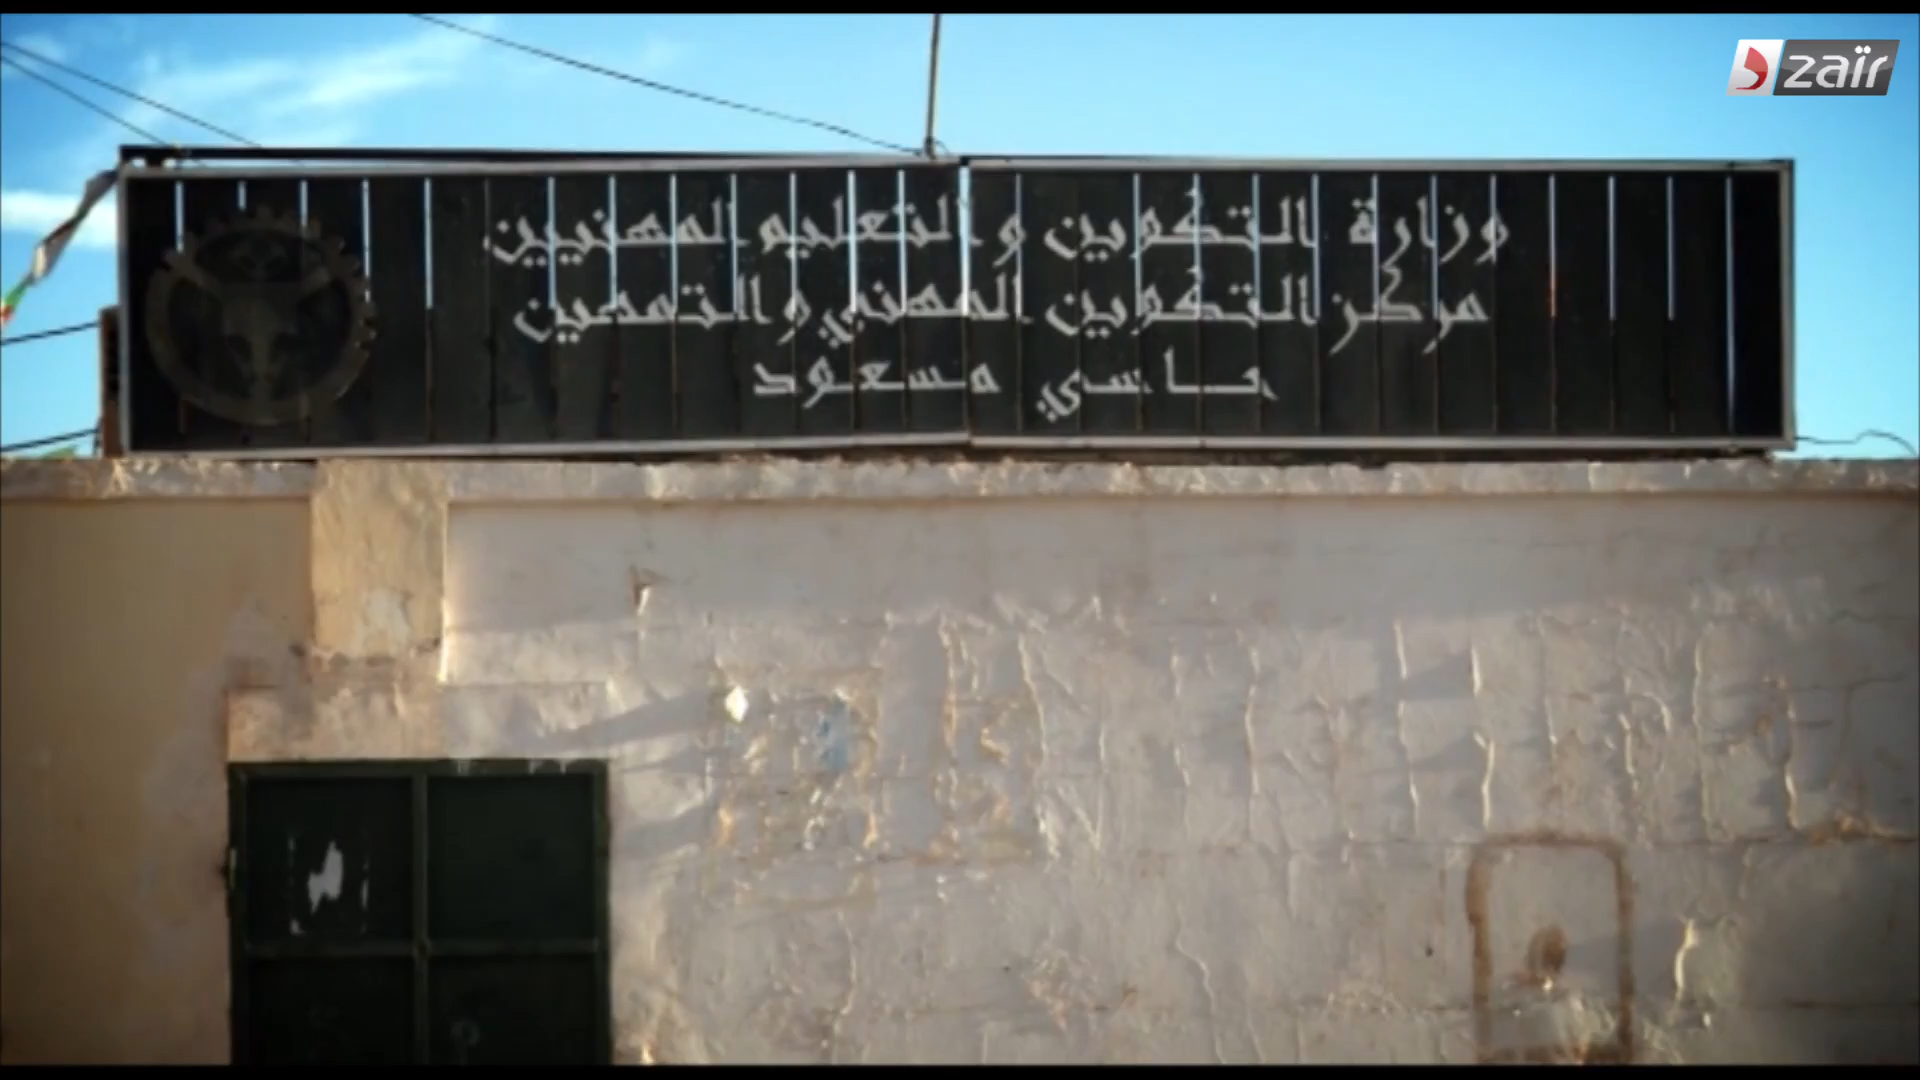 zaïr
وزارة التكوين و التعليم المهنيين
مركز التكوين المهني و التمهين
حاسي مسعود